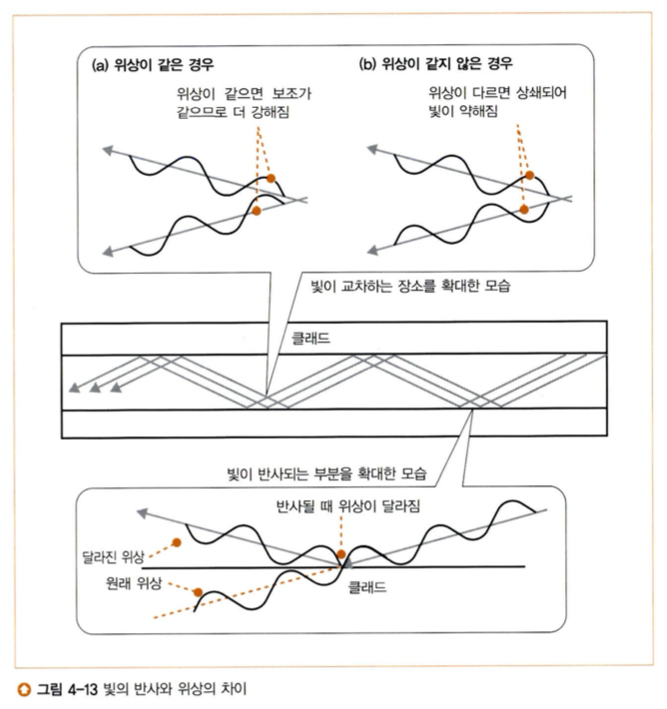 (a) 위상이 같은 경우
위상이 같으면 보조가
같으므로 더 강해짐
(b) 위상이 같지 않은 경우
위상이 다르면 상쇄되어
빛이 약해짐
빛이 교차하는 장소를 확대한 모습
클래드
빛이 반사되는 부분을 확대한 모습
반사될 때 위상이 달라짐
달라진 위상
원래 위상
클래드
그림 4-13 빛의 반사와 위상의 차이